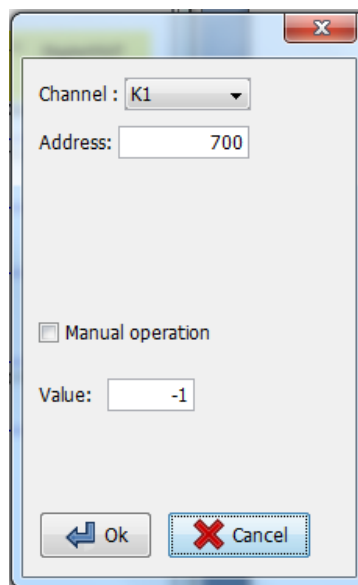 Channel : K1
Address: 700
Manual operation
Value: -1
Ok Cancel